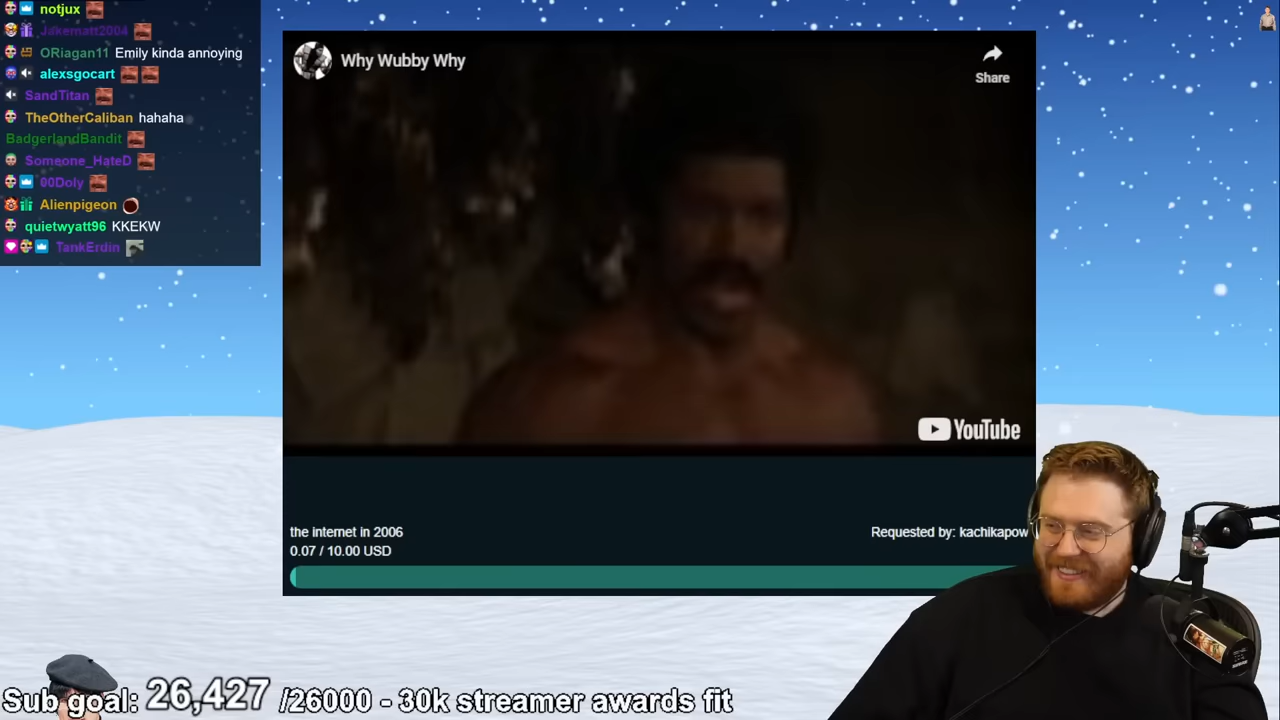 notjux
Jakematt2004
ORiagan11 Emily kinda annoying
alexsgocart
SandTitan
TheOtherCaliban hahaha
BadgerlandBandit
Someone_HateD
00Doly
Alienpigeon
quietwyatt96 KKEKW
TankErdin
Why Wubby Why
Share
YouTube
the internet in 2006
Requested by: kachikapow
0.07 / 10.00 USD
Sub goal: 26,427 /26000 - 30k streamer awards fit